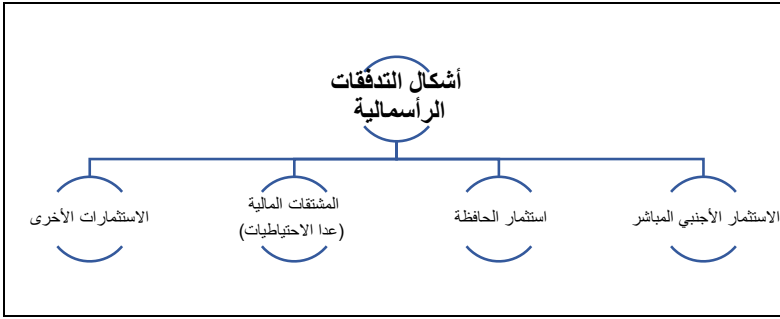 أشكال التدفقات
الرأسمالية
الاستثمار الأجنبي المباشر
استثمار الحافظة
المشتقات المالية
(عدا الاحتياطيات)
الاستثمارات الأخرى